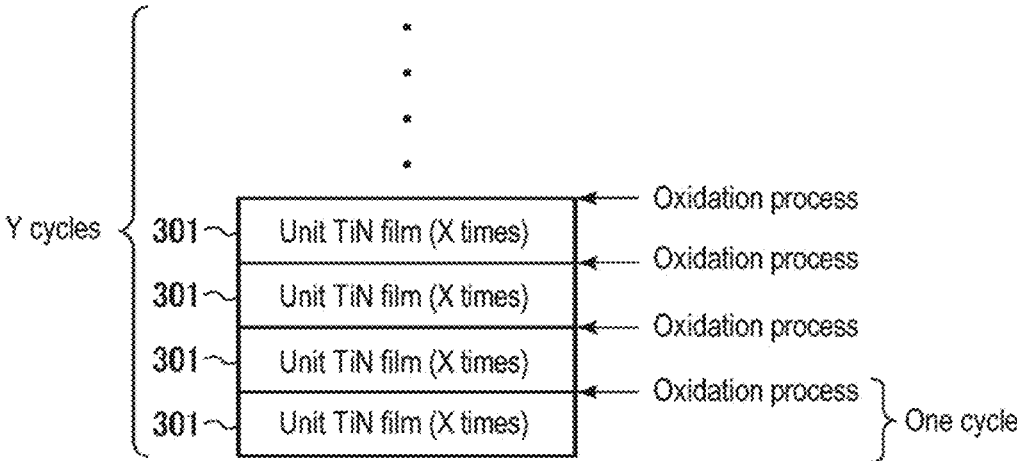 Oxidation process
Y cycles 301 Unit TiN film (X times)
Oxidation process
301 Unit TiN film (X times)
Oxidation process
301 Unit TiN film (X times)
Oxidation process
301 Unit TiN film (X times) One cycle